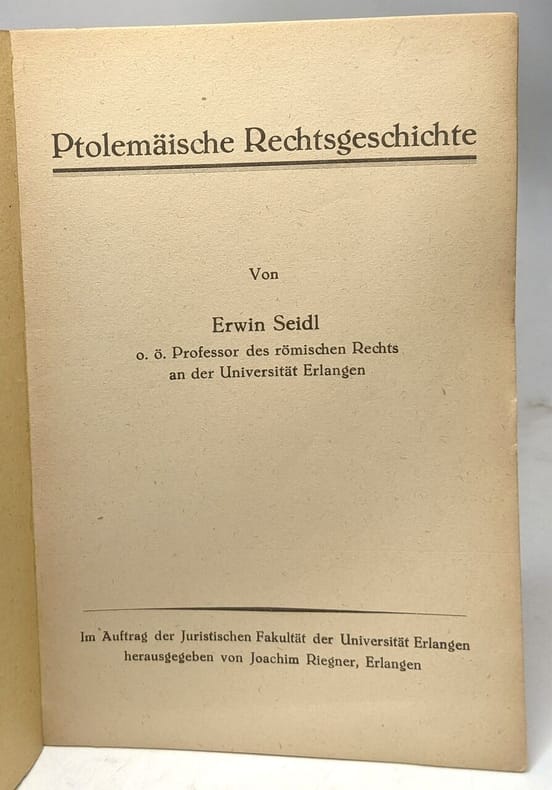 Ptolemäische Rechtsgeschichte
Von
Erwin Seidl
o. ö. Professor des römischen Rechts
an der Universität Erlangen
Im Auftrag der Juristischen Fakultät der Universität Erlangen
herausgegeben von Joachim Riegner, Erlangen